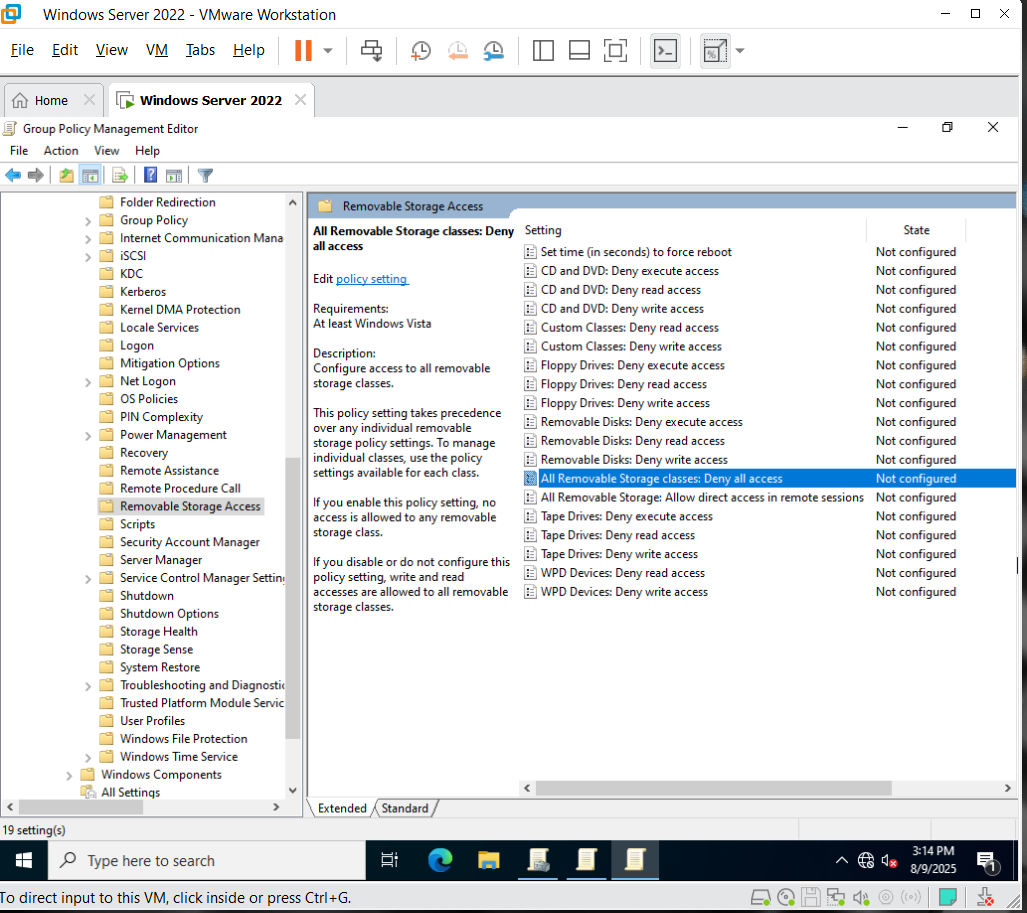 Windows Server 2022 - VMware Workstation
File Edit View VM Tabs Help
Home Windows Server 2022
Group Policy Management Editor
File Action View Help
Folder Redirection
Group Policy
Internet Communication Mana
iSCSI
KDC
Kerberos
Kernel DMA Protection
Locale Services
Logon
Mitigation Options
Net Logon
OS Policies
PIN Complexity
Power Management
Recovery
Remote Assistance
Remote Procedure Call
Removable Storage Access
Scripts
Security Account Manager
Server Manager
Service Control Manager Settin
Shutdown
Shutdown Options
Storage Health
Storage Sense
System Restore
Troubleshooting and Diagnostic
Trusted Platform Module Servic
User Profiles
Windows File Protection
Windows Time Service
Windows Components
All Settings
Removable Storage Access
All Removable Storage classes: Deny
all access
Edit policy setting
Requirements:
At least Windows Vista
Description:
Configure access to all removable
storage classes.
This policy setting takes precedence
over any individual removable
storage policy settings. To manage
individual classes, use the policy
settings available for each class.
If you enable this policy setting, no
access is allowed to any removable
storage class.
If you disable or do not configure this
policy setting, write and read
accesses are allowed to all removable
storage classes.
Setting State
Set time (in seconds) to force reboot Not configured
CD and DVD: Deny execute access Not configured
CD and DVD: Deny read access Not configured
CD and DVD: Deny write access Not configured
Custom Classes: Deny read access Not configured
Custom Classes: Deny write access Not configured
Floppy Drives: Deny execute access Not configured
Floppy Drives: Deny read access Not configured
Floppy Drives: Deny write access Not configured
Removable Disks: Deny execute access Not configured
Removable Disks: Deny read access Not configured
Removable Disks: Deny write access Not configured
All Removable Storage classes: Deny all access Not configured
All Removable Storage: Allow direct access in remote sessions Not configured
Tape Drives: Deny execute access Not configured
Tape Drives: Deny read access Not configured
Tape Drives: Deny write access Not configured
WPD Devices: Deny read access Not configured
WPD Devices: Deny write access Not configured
Extended Standard
19 setting(s)
Type here to search
3:14 PM
8/9/2025
1
To direct input to this VM, click inside or press Ctrl+G.